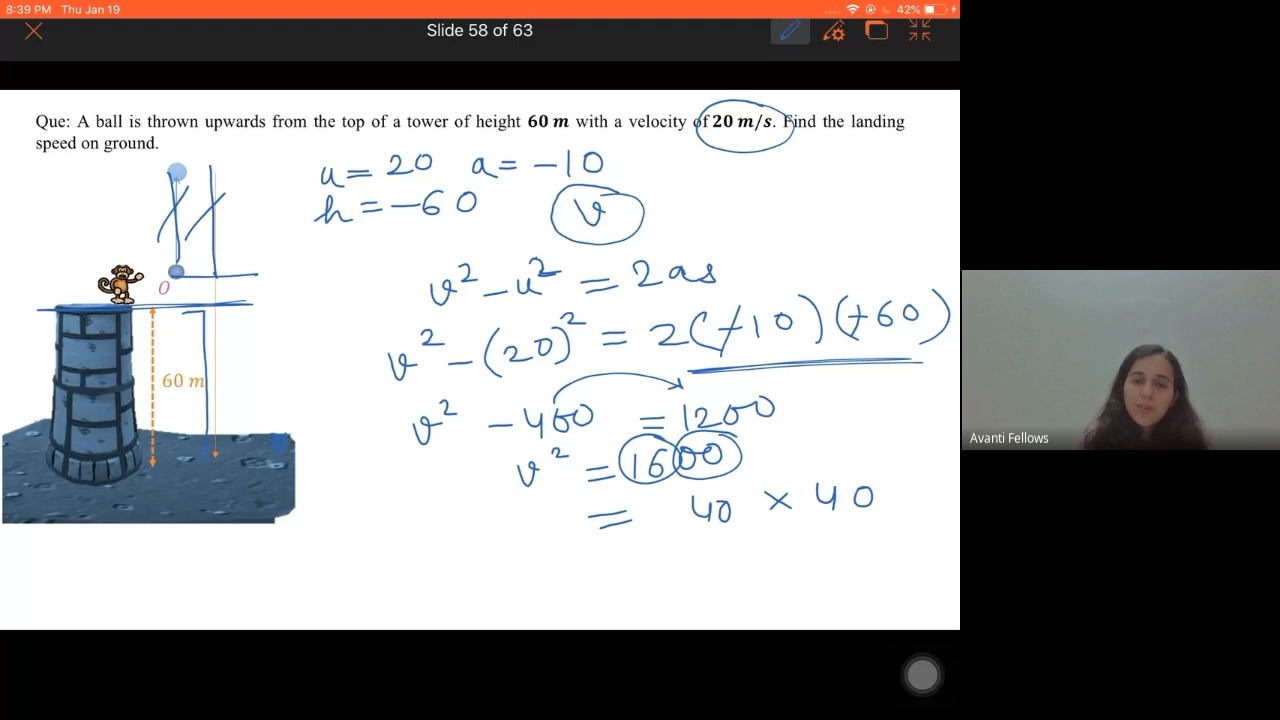 8:39 PM Thu Jan 19
42%
Slide 58 of 63
Que: A ball is thrown upwards from the top of a tower of height 60 m with a velocity of 20 m/s. Find the landing
speed on ground.
u = 20 a = -10
h = -60 v
v² - u² = 2as
v² - (20)² = 2(-10)(-60)
v² - 400 = 1200
v² = 1600
= 40 × 40
O
60 m
Avanti Fellows